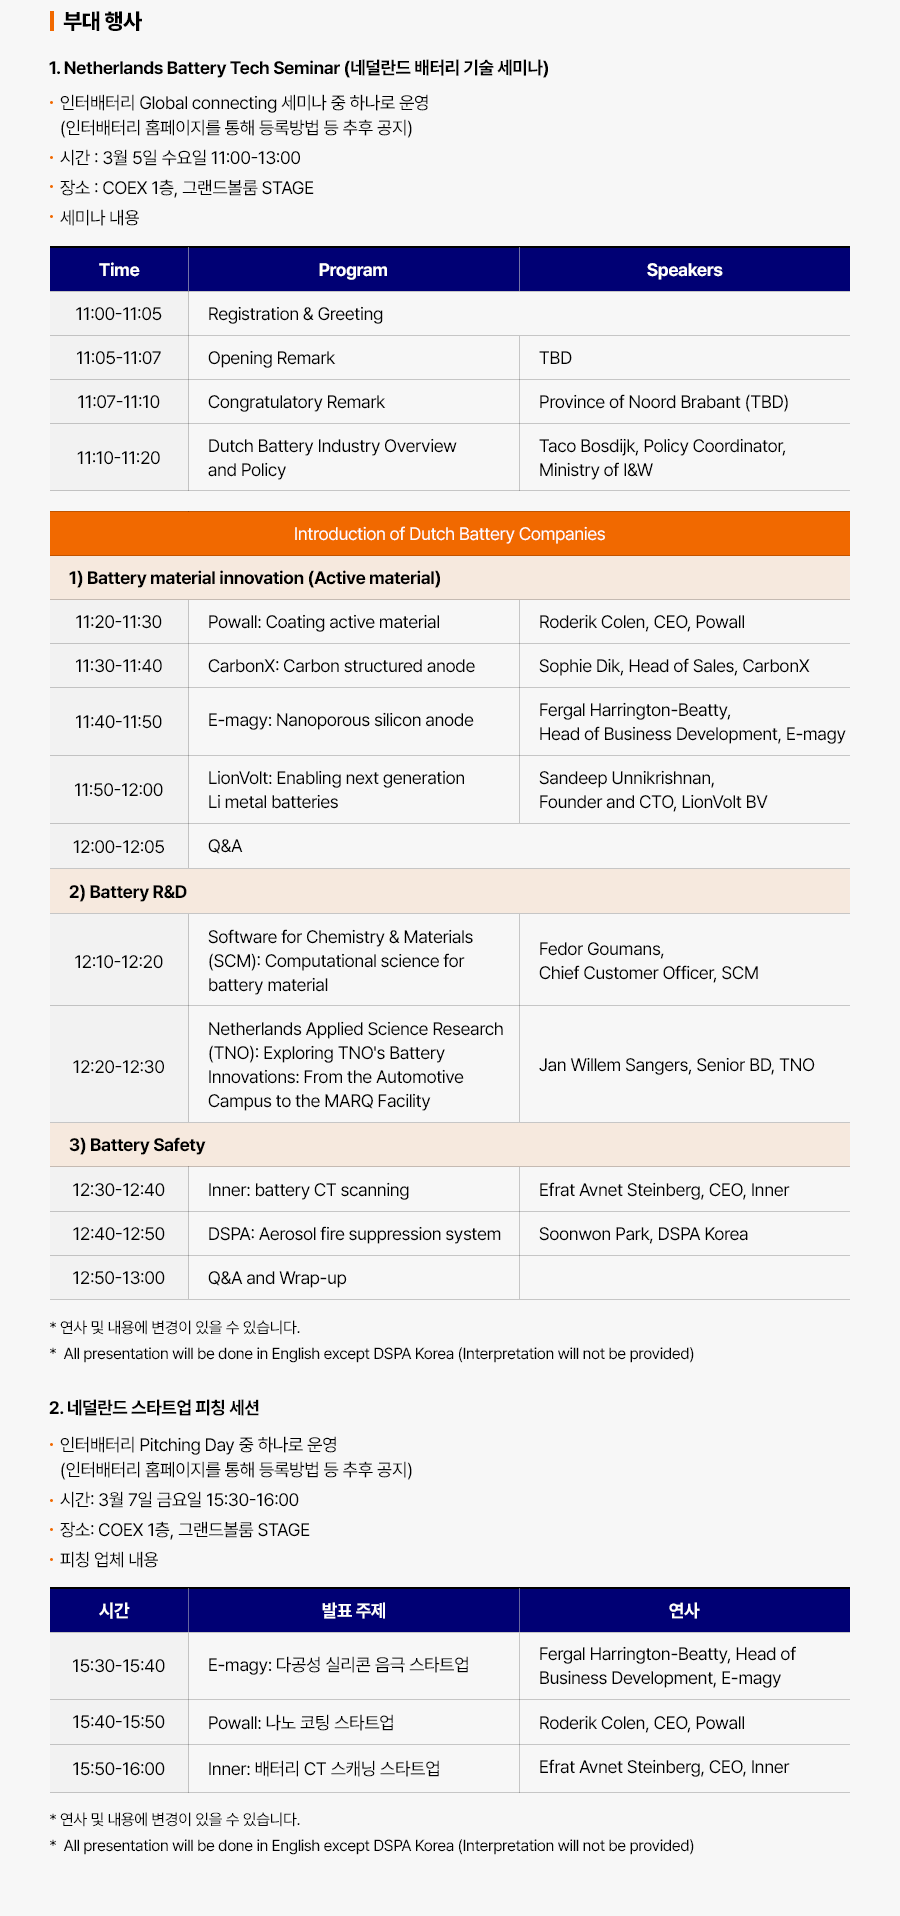 부대 행사
1. Netherlands Battery Tech Seminar (네덜란드 배터리 기술 세미나)
· 인터배터리 Global connecting 세미나 중 하나로 운영
(인터배터리 홈페이지를 통해 등록방법 등 추후 공지)
· 시간 : 3월 5일 수요일 11:00-13:00
· 장소 : COEX 1층, 그랜드볼룸 STAGE
· 세미나 내용
Time Program Speakers
11:00-11:05 Registration & Greeting
11:05-11:07 Opening Remark TBD
11:07-11:10 Congratulatory Remark Province of Noord Brabant (TBD)
11:10-11:20
Dutch Battery Industry Overview
and Policy
Taco Bosdijk, Policy Coordinator,
Ministry of I&W
Introduction of Dutch Battery Companies
1) Battery material innovation (Active material)
11:20-11:30 Powall: Coating active material Roderik Colen, CEO, Powall
11:30-11:40 CarbonX: Carbon structured anode Sophie Dik, Head of Sales, CarbonX
11:40-11:50 E-magy: Nanoporous silicon anode
Fergal Harrington-Beatty,
Head of Business Development, E-magy
11:50-12:00
LionVolt: Enabling next generation
Li metal batteries
Sandeep Unnikrishnan,
Founder and CTO, LionVolt BV
12:00-12:05 Q&A
2) Battery R&D
12:10-12:20
Software for Chemistry & Materials
(SCM): Computational science for
battery material
Fedor Goumans,
Chief Customer Officer, SCM
12:20-12:30
Netherlands Applied Science Research
(TNO): Exploring TNO's Battery
Innovations: From the Automotive
Campus to the MARQ Facility
Jan Willem Sangers, Senior BD, TNO
3) Battery Safety
12:30-12:40 Inner: battery CT scanning Efrat Avnet Steinberg, CEO, Inner
12:40-12:50 DSPA: Aerosol fire suppression system Soonwon Park, DSPA Korea
12:50-13:00 Q&A and Wrap-up
* 연사 및 내용에 변경이 있을 수 있습니다.
* All presentation will be done in English except DSPA Korea (Interpretation will not be provided)
2. 네덜란드 스타트업 피칭 세션
· 인터배터리 Pitching Day 중 하나로 운영
(인터배터리 홈페이지를 통해 등록방법 등 추후 공지)
· 시간: 3월 7일 금요일 15:30-16:00
· 장소: COEX 1층, 그랜드볼룸 STAGE
· 피칭 업체 내용
시간 발표 주제 연사
15:30-15:40 E-magy: 다공성 실리콘 음극 스타트업
Fergal Harrington-Beatty, Head of
Business Development, E-magy
15:40-15:50 Powall: 나노 코팅 스타트업 Roderik Colen, CEO, Powall
15:50-16:00 Inner: 배터리 CT 스캐닝 스타트업 Efrat Avnet Steinberg, CEO, Inner
* 연사 및 내용에 변경이 있을 수 있습니다.
* All presentation will be done in English except DSPA Korea (Interpretation will not be provided)